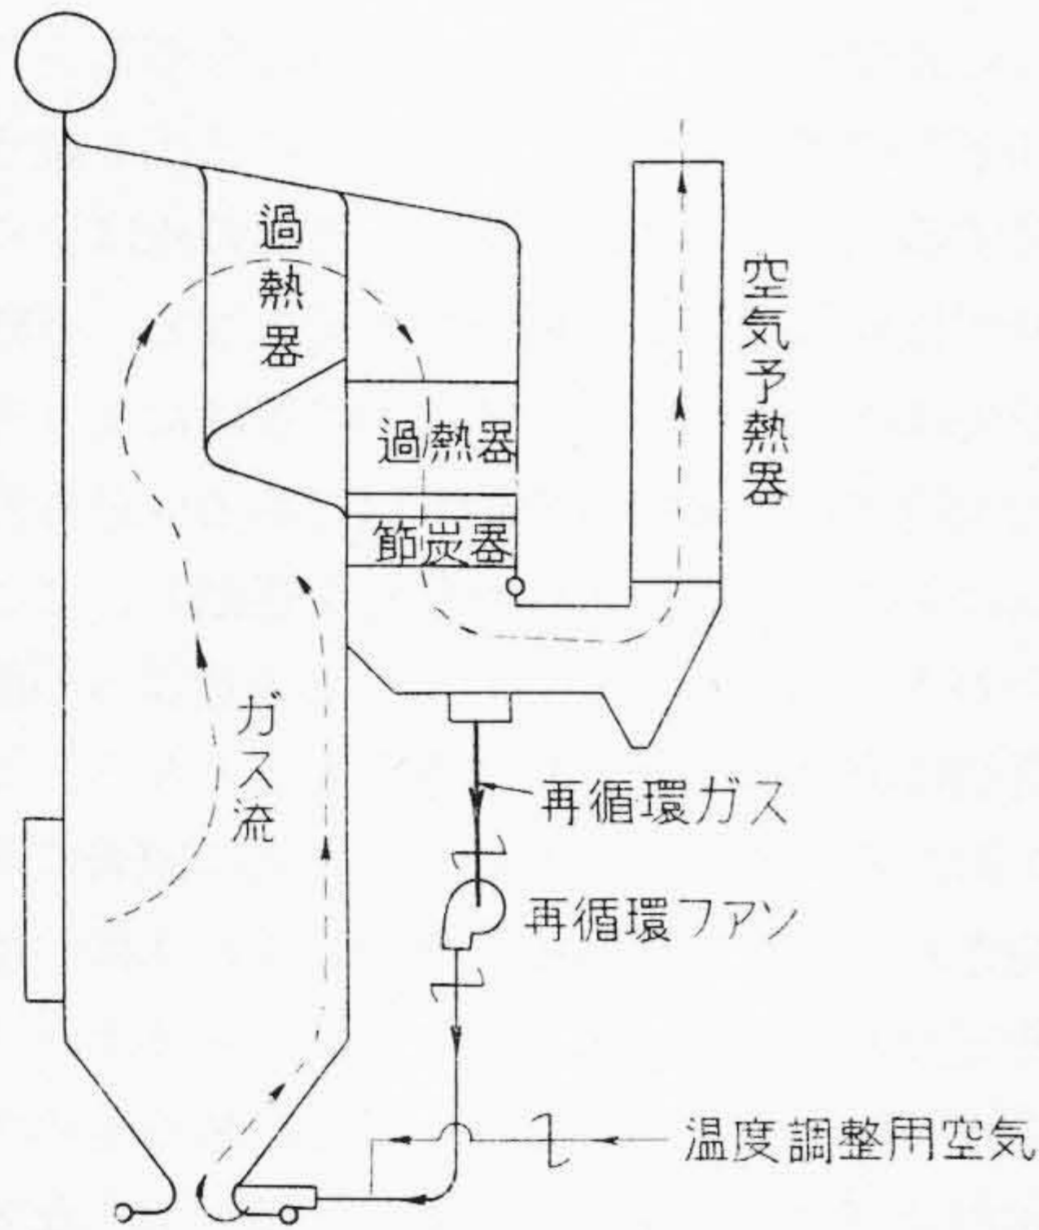 過熱器
空気予熱器
過熱器
節炭器
ガス流
再循環ガス
再循環ファン
温度調整用空気